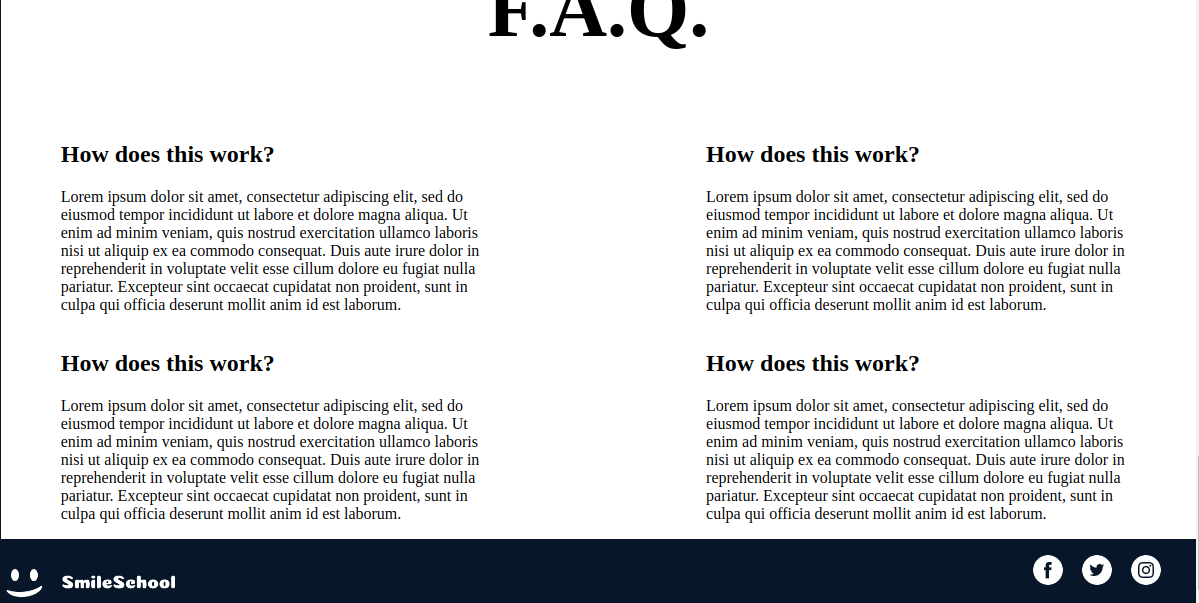 F.A.Q.
How does this work?
Lorem ipsum dolor sit amet, consectetur adipiscing elit, sed do
eiusmod tempor incididunt ut labore et dolore magna aliqua. Ut
enim ad minim veniam, quis nostrud exercitation ullamco laboris
nisi ut aliquip ex ea commodo consequat. Duis aute irure dolor in
reprehenderit in voluptate velit esse cillum dolore eu fugiat nulla
pariatur. Excepteur sint occaecat cupidatat non proident, sunt in
culpa qui officia deserunt mollit anim id est laborum.
How does this work?
Lorem ipsum dolor sit amet, consectetur adipiscing elit, sed do
eiusmod tempor incididunt ut labore et dolore magna aliqua. Ut
enim ad minim veniam, quis nostrud exercitation ullamco laboris
nisi ut aliquip ex ea commodo consequat. Duis aute irure dolor in
reprehenderit in voluptate velit esse cillum dolore eu fugiat nulla
pariatur. Excepteur sint occaecat cupidatat non proident, sunt in
culpa qui officia deserunt mollit anim id est laborum.
How does this work?
Lorem ipsum dolor sit amet, consectetur adipiscing elit, sed do
eiusmod tempor incididunt ut labore et dolore magna aliqua. Ut
enim ad minim veniam, quis nostrud exercitation ullamco laboris
nisi ut aliquip ex ea commodo consequat. Duis aute irure dolor in
reprehenderit in voluptate velit esse cillum dolore eu fugiat nulla
pariatur. Excepteur sint occaecat cupidatat non proident, sunt in
culpa qui officia deserunt mollit anim id est laborum.
How does this work?
Lorem ipsum dolor sit amet, consectetur adipiscing elit, sed do
eiusmod tempor incididunt ut labore et dolore magna aliqua. Ut
enim ad minim veniam, quis nostrud exercitation ullamco laboris
nisi ut aliquip ex ea commodo consequat. Duis aute irure dolor in
reprehenderit in voluptate velit esse cillum dolore eu fugiat nulla
pariatur. Excepteur sint occaecat cupidatat non proident, sunt in
culpa qui officia deserunt mollit anim id est laborum.
SmileSchool